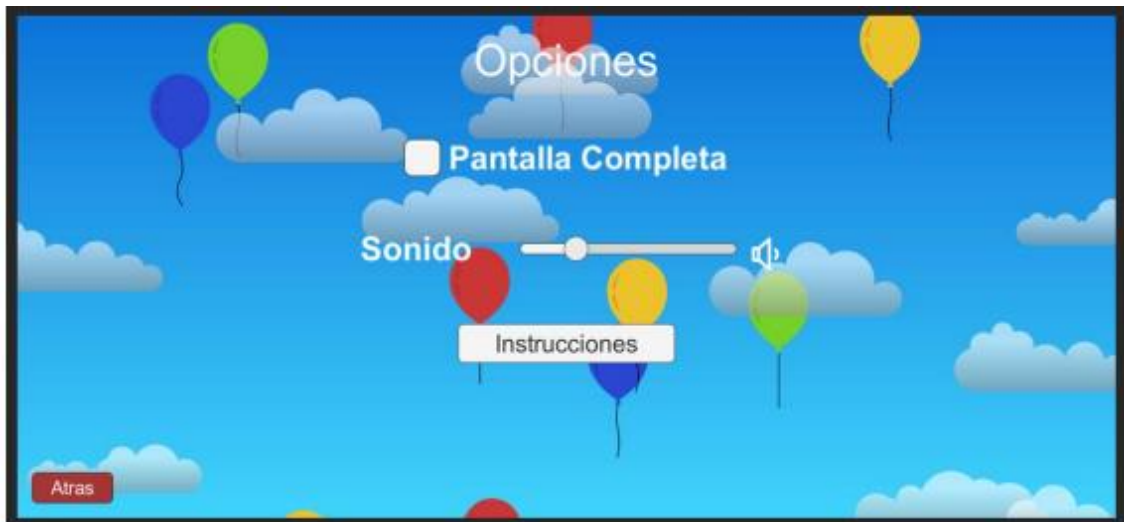 Opciones
Pantalla Completa
Sonido
Instrucciones
Atras